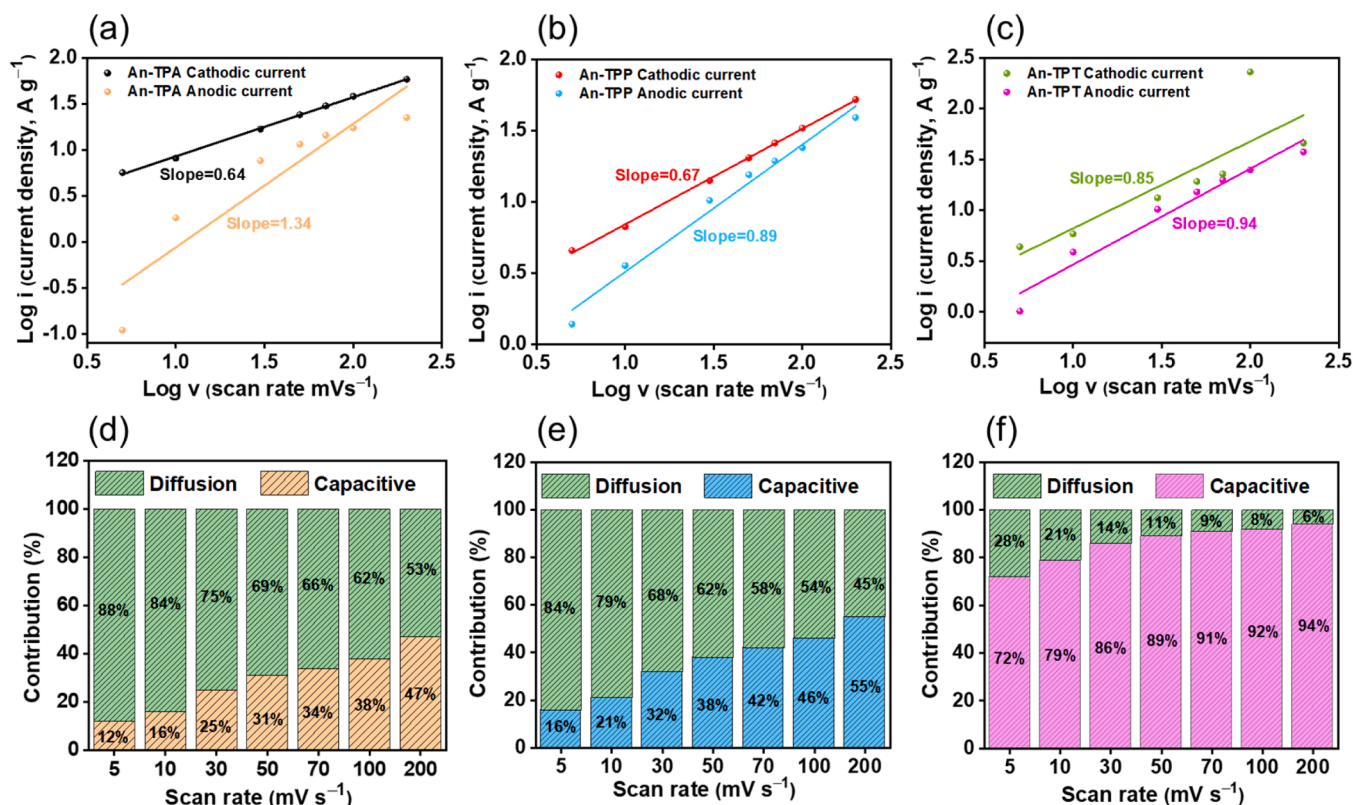 (a)
An-TPA Cathodic current
An-TPA Anodic current
Slope=0.64
Slope=1.34
2.0
1.5
1.0
0.5
0.0
-0.5
-1.0
0.5 1.0 1.5 2.0 2.5
Log i (current density, A g⁻¹)
Log v (scan rate mVs⁻¹)
(b)
An-TPP Cathodic current
An-TPP Anodic current
Slope=0.67
Slope=0.89
2.0
1.5
1.0
0.5
0.0
0.5 1.0 1.5 2.0 2.5
Log i (current density, A g⁻¹)
Log v (scan rate mVs⁻¹)
(c)
An-TPT Cathodic current
An-TPT Anodic current
Slope=0.85
Slope=0.94
2.5
2.0
1.5
1.0
0.5
0.0
0.5 1.0 1.5 2.0 2.5
Log i (current density, A g⁻¹)
Log v (scan rate mVs⁻¹)
(d)
Diffusion Capacitive
120
100
80
60
40
20
0
88% 84% 75% 69% 66% 62% 53%
12% 16% 25% 31% 34% 38% 47%
5 10 30 50 70 100 200
Contribution (%)
Scan rate (mV s⁻¹)
(e)
Diffusion Capacitive
120
100
80
60
40
20
0
84% 79% 68% 62% 58% 54% 45%
16% 21% 32% 38% 42% 46% 55%
5 10 30 50 70 100 200
Contribution (%)
Scan rate (mV s⁻¹)
(f)
Diffusion Capacitive
120
100
80
60
40
20
0
28% 21% 14% 11% 9% 8% 6%
72% 79% 86% 89% 91% 92% 94%
5 10 30 50 70 100 200
Contribution (%)
Scan rate (mV s⁻¹)